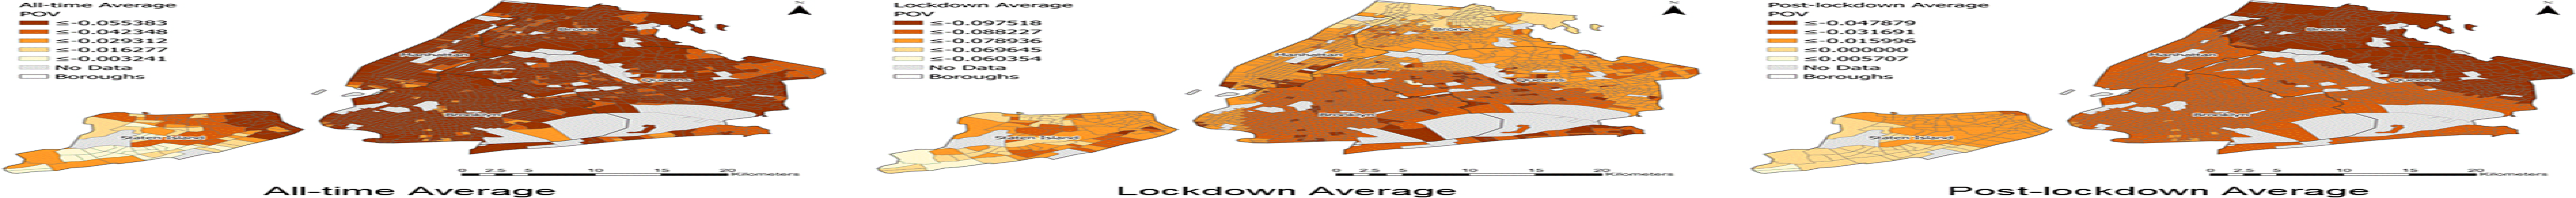 All-time Average
POV
≤-0.055383
≤-0.042348
≤-0.029312
≤-0.016277
≤-0.003241
No Data
Boroughs
N
Bronx
Manhattan
Queens
Brooklyn
Staten Island
0 2.5 5 10 15 20
Kilometers
All-time Average
Lockdown Average
POV
≤-0.097518
≤-0.088227
≤-0.078936
≤-0.069645
≤-0.060354
No Data
Boroughs
N
Bronx
Manhattan
Queens
Brooklyn
Staten Island
0 2.5 5 10 15 20
Kilometers
Lockdown Average
Post-lockdown Average
POV
≤-0.047879
≤-0.031691
≤-0.015996
≤0.000000
≤0.005707
No Data
Boroughs
N
Bronx
Manhattan
Queens
Brooklyn
Staten Island
0 2.5 5 10 15 20
Kilometers
Post-lockdown Average